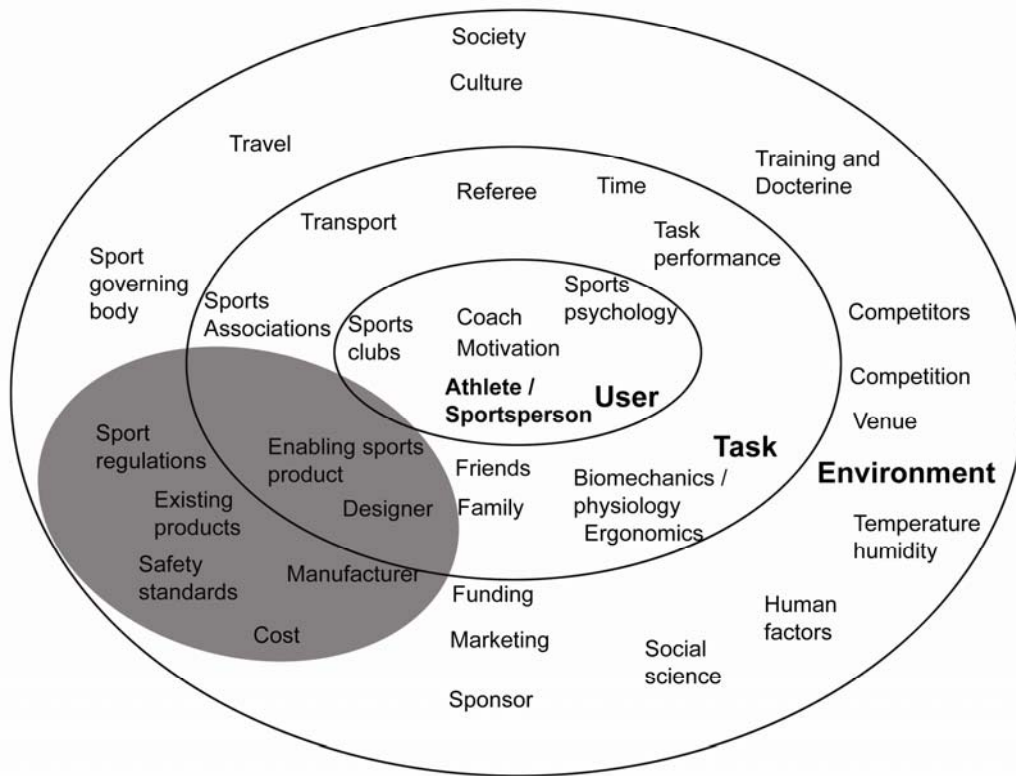 Society
Culture
Travel
Training and
Docterine
Referee
Time
Transport
Task
performance
Sport
governing
body
Sports
Associations
Sports
clubs
Coach
Motivation
Sports
psychology
Athlete /
Sportsperson
User
Competitors
Competition
Venue
Sport
regulations
Enabling sports
product
Existing
products
Designer
Friends
Family
Biomechanics /
physiology
Ergonomics
Task
Environment
Temperature
humidity
Safety
standards
Manufacturer
Cost
Funding
Marketing
Sponsor
Social
science
Human
factors